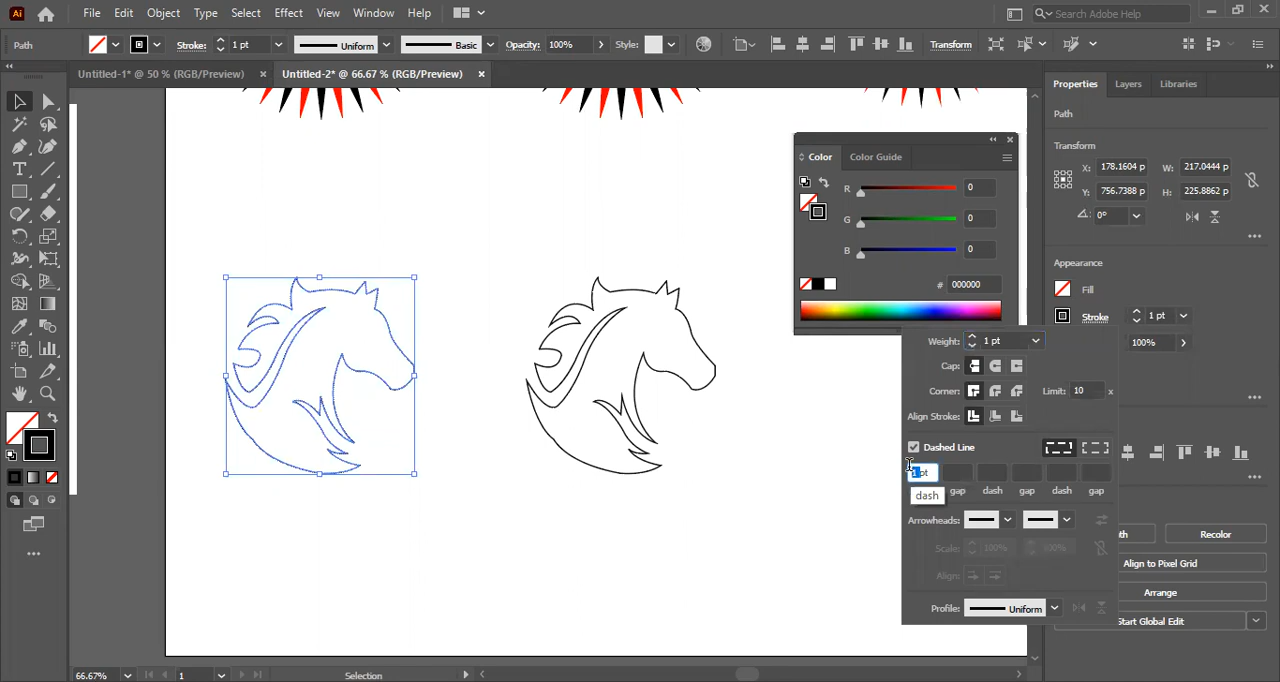 Ai File Edit Object Type Select Effect View Window Help Search Adobe Help
Path Stroke: 1 pt Uniform Basic Opacity: 100% Style: Transform
Untitled-1* @ 50 % (RGB/Preview) × Untitled-2* @ 66.67 % (RGB/Preview) ×
Properties Layers Libraries
Path
Transform
X: 178.1604 p W: 217.0444 p
Y: 756.7388 p H: 225.8862 p
0°
Appearance
Fill
Stroke 1 pt
100%
Color Color Guide
R 0
G 0
B 0
# 000000
Weight: 1 pt
Cap:
Corner: Limit: 10 x
Align Stroke:
Dashed Line
1 pt
gap dash gap dash gap
dash
Arrowheads:
Scale: 100% 100%
Align:
Profile: Uniform
Recolor
Align to Pixel Grid
Arrange
Start Global Edit
66.67% 1 Selection